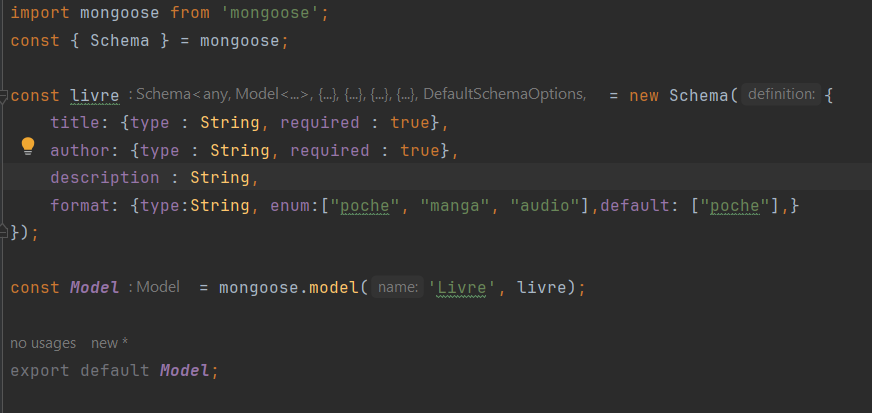 import mongoose from 'mongoose';
const { Schema } = mongoose;
const livre : Schema<any, Model<...>, {...}, {...}, {...}, {...}, DefaultSchemaOptions, = new Schema( definition: {
title: {type : String, required : true},
author: {type : String, required : true},
description : String,
format: {type:String, enum:["poche", "manga", "audio"],default: ["poche"],}
});
const Model : Model = mongoose.model( name: 'Livre', livre);
no usages new *
export default Model;